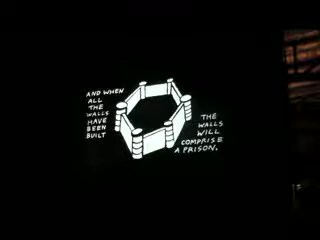 AND WHEN
ALL
THE
WALLS
HAVE
BEEN
BUILT
THE
WALLS
WILL
COMPRISE
A PRISON.